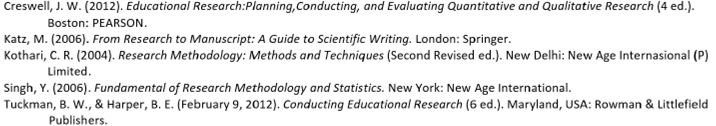 Creswell, J. W. (2012). Educational Research:Planning,Conducting, and Evaluating Quantitative and Qualitative Research (4 ed.).
Boston: PEARSON.
Katz, M. (2006). From Research to Manuscript: A Guide to Scientific Writing. London: Springer.
Kothari, C. R. (2004). Research Methodology: Methods and Techniques (Second Revised ed.). New Delhi: New Age Internasional (P)
Limited.
Singh, Y. (2006). Fundamental of Research Methodology and Statistics. New York: New Age International.
Tuckman, B. W., & Harper, B. E. (February 9, 2012). Conducting Educational Research (6 ed.). Maryland, USA: Rowman & Littlefield
Publishers.